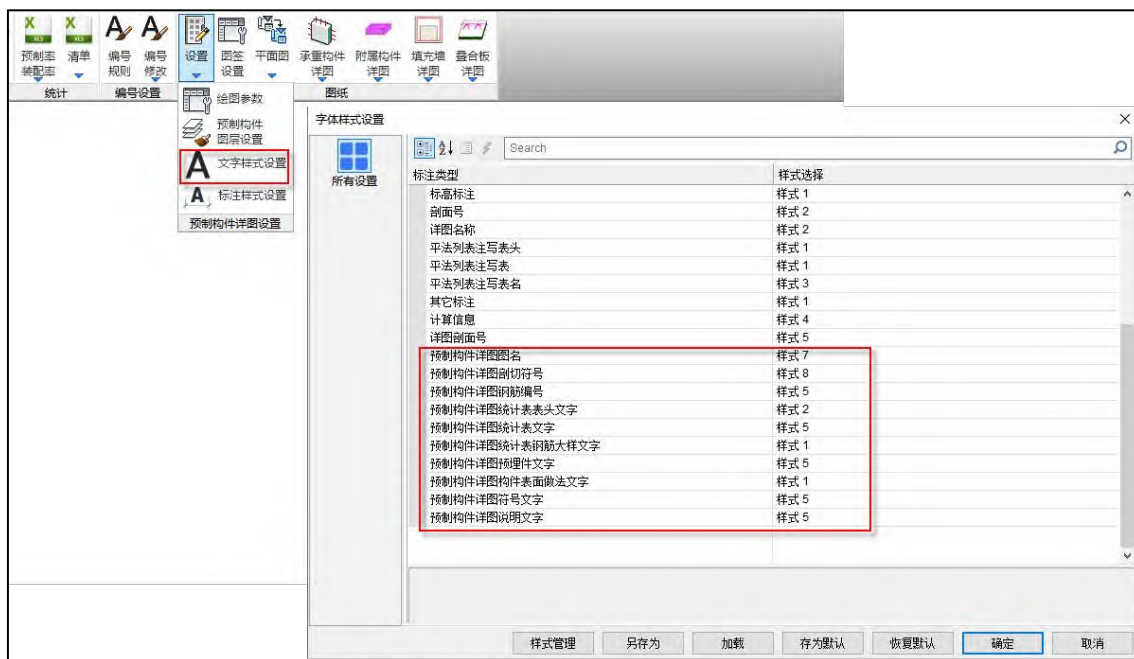 XLS XLS
预制率 清单 编号 编号 设置 图签 平面图 承重构件 附属构件 填充墙 叠合板
装配率 规则 修改 设置 详图 详图 详图 详图
统计 编号设置 图纸
绘图参数
预制构件
图层设置
A 文字样式设置
A 标注样式设置
预制构件详图设置
字体样式设置
所有设置
Search
标注类型 样式选择
标高标注 样式 1
剖面号 样式 2
详图名称 样式 2
平法列表注写表头 样式 1
平法列表注写表 样式 1
平法列表注写表名 样式 3
其它标注 样式 1
计算信息 样式 4
详图剖面号 样式 5
预制构件详图图名 样式 7
预制构件详图剖切符号 样式 8
预制构件详图钢筋编号 样式 5
预制构件详图统计表表头文字 样式 2
预制构件详图统计表文字 样式 5
预制构件详图统计表钢筋大样文字 样式 1
预制构件详图预埋件文字 样式 5
预制构件详图构件表面做法文字 样式 1
预制构件详图符号文字 样式 5
预制构件详图说明文字 样式 5
样式管理 另存为 加载 存为默认 恢复默认 确定 取消